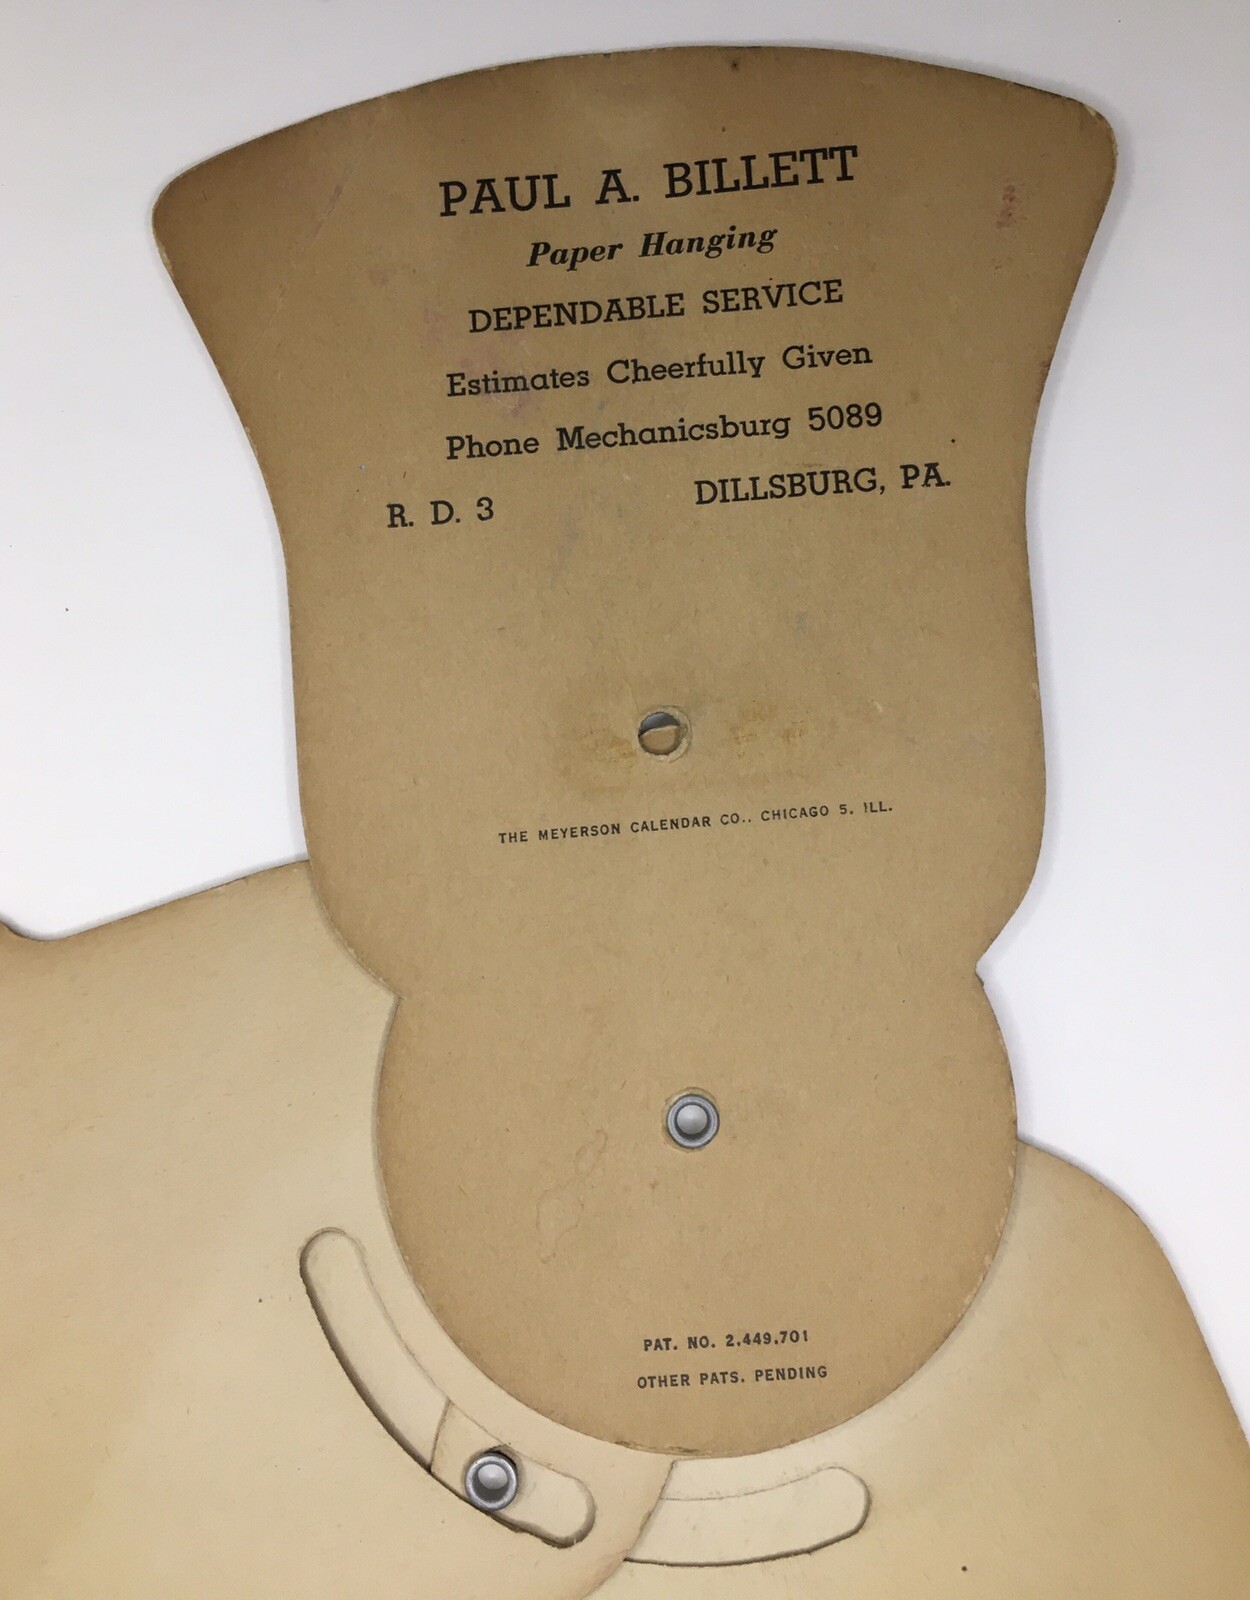 PAUL A. BILLETT
Paper Hanging
DEPENDABLE SERVICE
Estimates Cheerfully Given
Phone Mechanicsburg 5089
R. D. 3 DILLSBURG, PA.
THE MEYERSON CALENDAR CO., CHICAGO 5, ILL.
PAT. NO. 2,449,701
OTHER PATS. PENDING